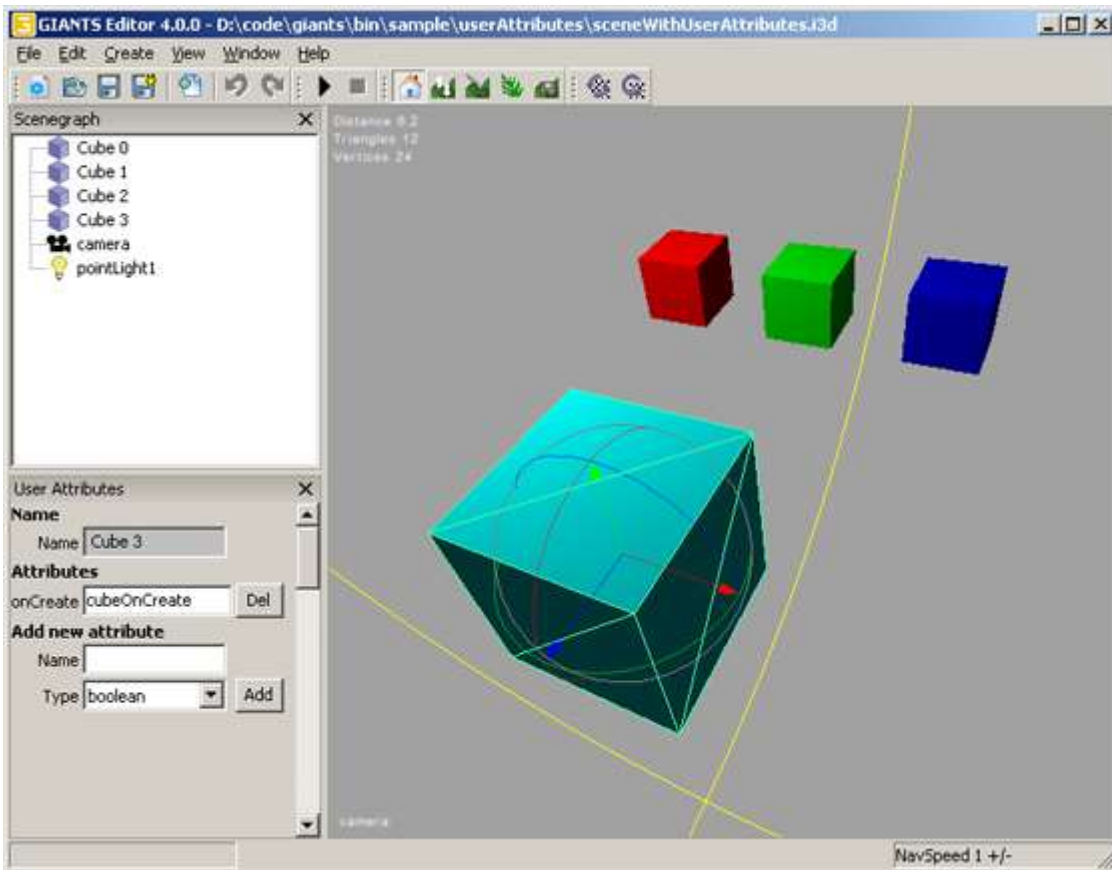 GIANTS Editor 4.0.0 - D:\code\giants\bin\sample\userAttributes\sceneWithUserAttributes.i3d
File Edit Create View Window Help
Scenegraph
Cube 0
Cube 1
Cube 2
Cube 3
camera
pointLight1
Distance 6.2
Triangles 12
Vertices 24
User Attributes
Name
Name Cube 3
Attributes
onCreate cubeOnCreate Del
Add new attribute
Name
Type boolean Add
camera
NavSpeed 1 +/-